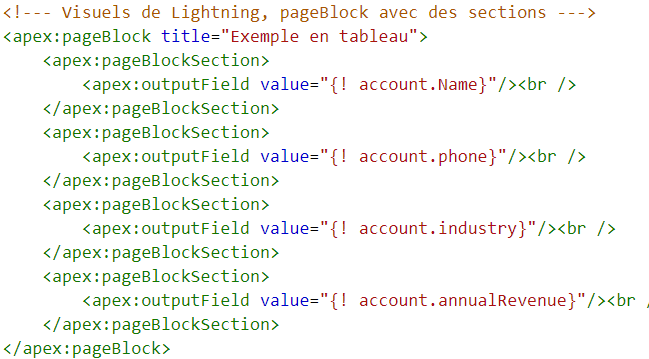 <!--- Visuels de Lightning, pageBlock avec des sections --->
<apex:pageBlock title="Exemple en tableau">
    <apex:pageBlockSection>
        <apex:outputField value="{! account.Name}"/><br />
    </apex:pageBlockSection>
    <apex:pageBlockSection>
        <apex:outputField value="{! account.phone}"/><br />
    </apex:pageBlockSection>
    <apex:pageBlockSection>
        <apex:outputField value="{! account.industry}"/><br />
    </apex:pageBlockSection>
    <apex:pageBlockSection>
        <apex:outputField value="{! account.annualRevenue}"/><br /
    </apex:pageBlockSection>
</apex:pageBlock>